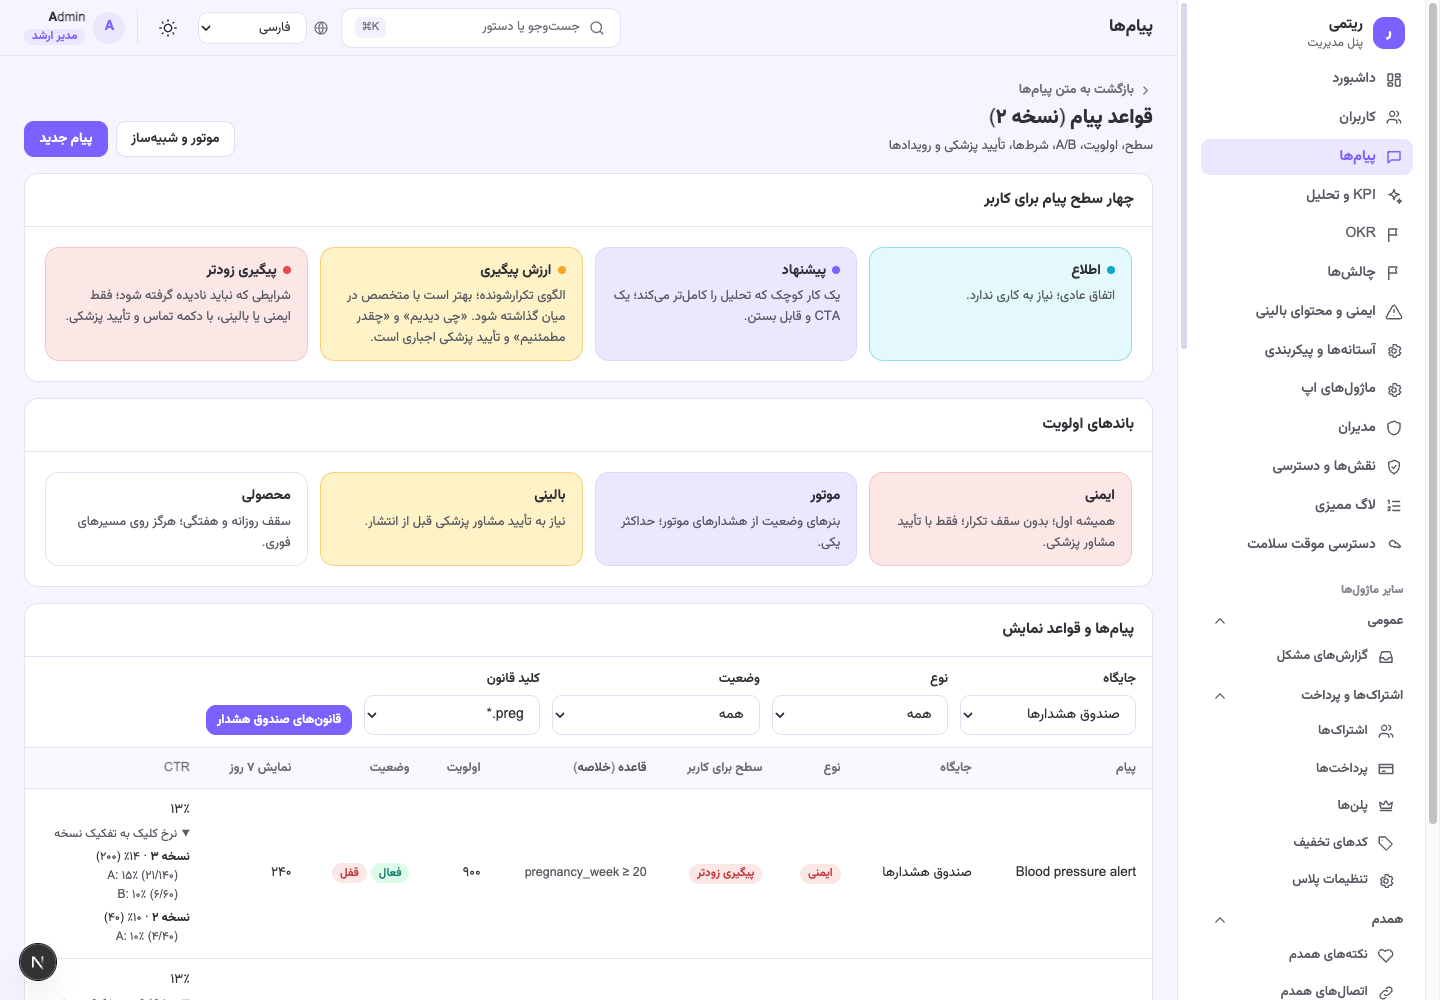 ر
ریتمی
پنل مدیریت
داشبورد
کاربران
پیام‌ها
KPI و تحلیل
OKR
چالش‌ها
ایمنی و محتوای بالینی
آستانه‌ها و پیکربندی
ماژول‌های اپ
مدیران
نقش‌ها و دسترسی
لاگ ممیزی
دسترسی موقت سلامت
سایر ماژول‌ها
عمومی
گزارش‌های مشکل
اشتراک‌ها و پرداخت
اشتراک‌ها
پرداخت‌ها
پلن‌ها
کدهای تخفیف
تنظیمات پلاس
همدم
نکته‌های همدم
اتصال‌های همدم
پیام‌ها
جست‌وجو یا دستور
⌘K
فارسی
A
Admin
مدیر ارشد
بازگشت به متن پیام‌ها
قواعد پیام (نسخه ۲)
سطح، اولویت، A/B، شرط‌ها، تأیید پزشکی و رویدادها
موتور و شبیه‌ساز
پیام جدید
چهار سطح پیام برای کاربر
اطلاع
اتفاق عادی؛ نیاز به کاری ندارد.
پیشنهاد
یک کار کوچک که تحلیل را کامل‌تر می‌کند؛ یک
CTA و قابل بستن.
ارزش پیگیری
الگوی تکرارشونده؛ بهتر است با متخصص در
میان گذاشته شود. «چی دیدیم» و «چقدر
مطمئنیم» و تأیید پزشکی اجباری است.
پیگیری زودتر
شرایطی که نباید نادیده گرفته شود؛ فقط
ایمنی یا بالینی، با دکمه تماس و تأیید پزشکی.
باندهای اولویت
ایمنی
همیشه اول؛ بدون سقف تکرار؛ فقط با تأیید
مشاور پزشکی.
موتور
بنرهای وضعیت از هشدارهای موتور؛ حداکثر
یکی.
بالینی
نیاز به تأیید مشاور پزشکی قبل از انتشار.
محصولی
سقف روزانه و هفتگی؛ هرگز روی مسیرهای
فوری.
پیام‌ها و قواعد نمایش
جایگاه
نوع
وضعیت
کلید قانون
صندوق هشدارها
همه
همه
preg.*
قانون‌های صندوق هشدار
پیام
جایگاه
نوع
سطح برای کاربر
قاعده (خلاصه)
اولویت
وضعیت
نمایش ۷ روز
CTR
Blood pressure alert
صندوق هشدارها
ایمنی
پیگیری زودتر
pregnancy_week ≥ 20
۹۰۰
فعال
قفل
۲۴۰
۱۳٪
▼ نرخ کلیک به تفکیک نسخه
نسخه ۳ · ۱۴٪ (۲۰۰)
A: ۱۵٪ (۲۱/۱۴۰)
B: ۱۰٪ (۶/۶۰)
نسخه ۲ · ۱۰٪ (۴۰)
A: ۱۰٪ (۴/۴۰)
۱۳٪
N